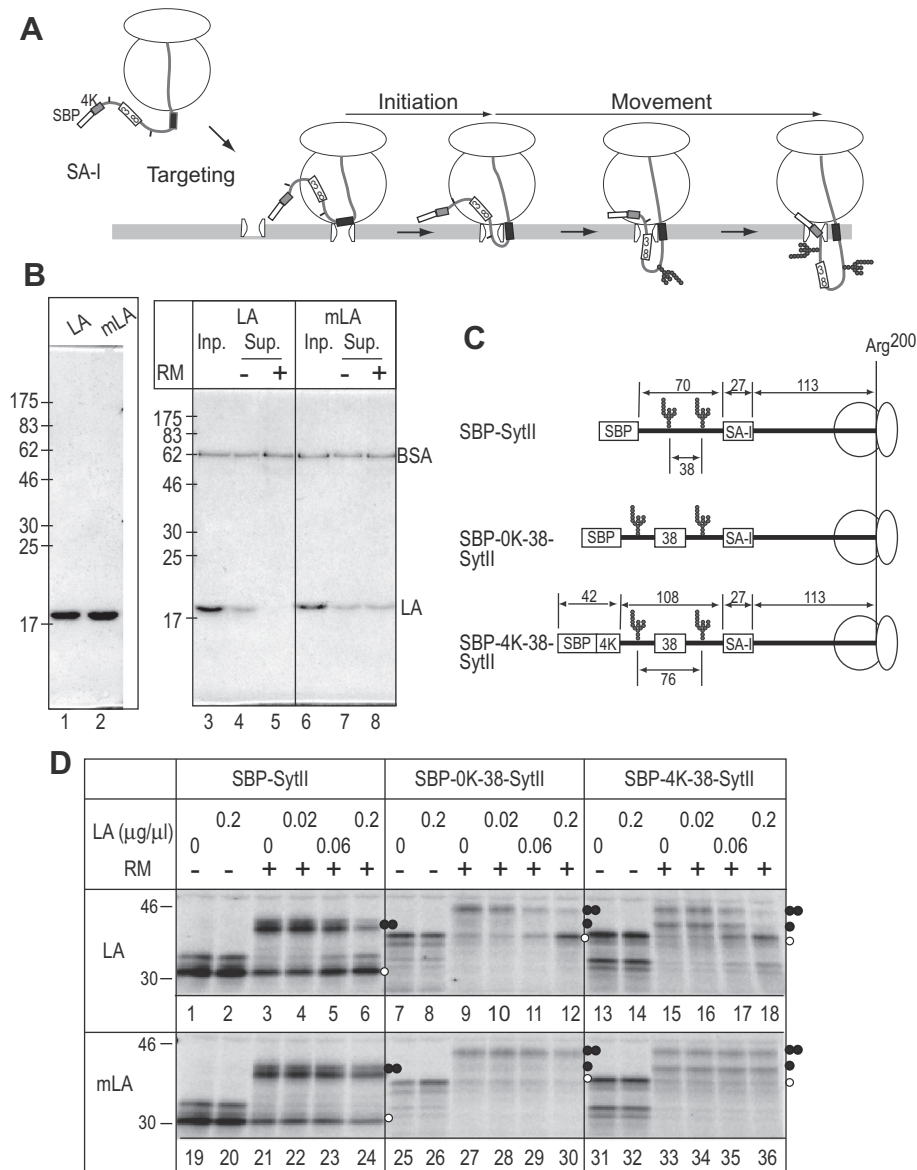 A
4K
SBP
38
SA-I
Targeting
Initiation
Movement
38
38
38
38
B
LA
mLA
175
83
62
46
30
25
17
1 2
LA mLA
Inp. Sup. Inp. Sup.
RM - + - +
175
83
62
46
30
25
17
BSA
LA
3 4 5 6 7 8
C
Arg200
70 27 113
SBP-SytII
SBP
SA-I
38
SBP-0K-38-
SytII
SBP
38
SA-I
42 108 27 113
SBP-4K-38-
SytII
SBP 4K
38
SA-I
76
D
SBP-SytII SBP-0K-38-SytII SBP-4K-38-SytII
0.2 0.02 0.2 0.2 0.02 0.2 0.2 0.02 0.2
LA (µg/µl)
0 0 0.06 0 0 0.06 0 0 0.06
RM - - + + + + - - + + + + - - + + + +
46
LA
30
1 2 3 4 5 6 7 8 9 10 11 12 13 14 15 16 17 18
46
mLA
30
19 20 21 22 23 24 25 26 27 28 29 30 31 32 33 34 35 36